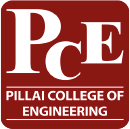 PCE
PILLAI COLLEGE OF
ENGINEERING